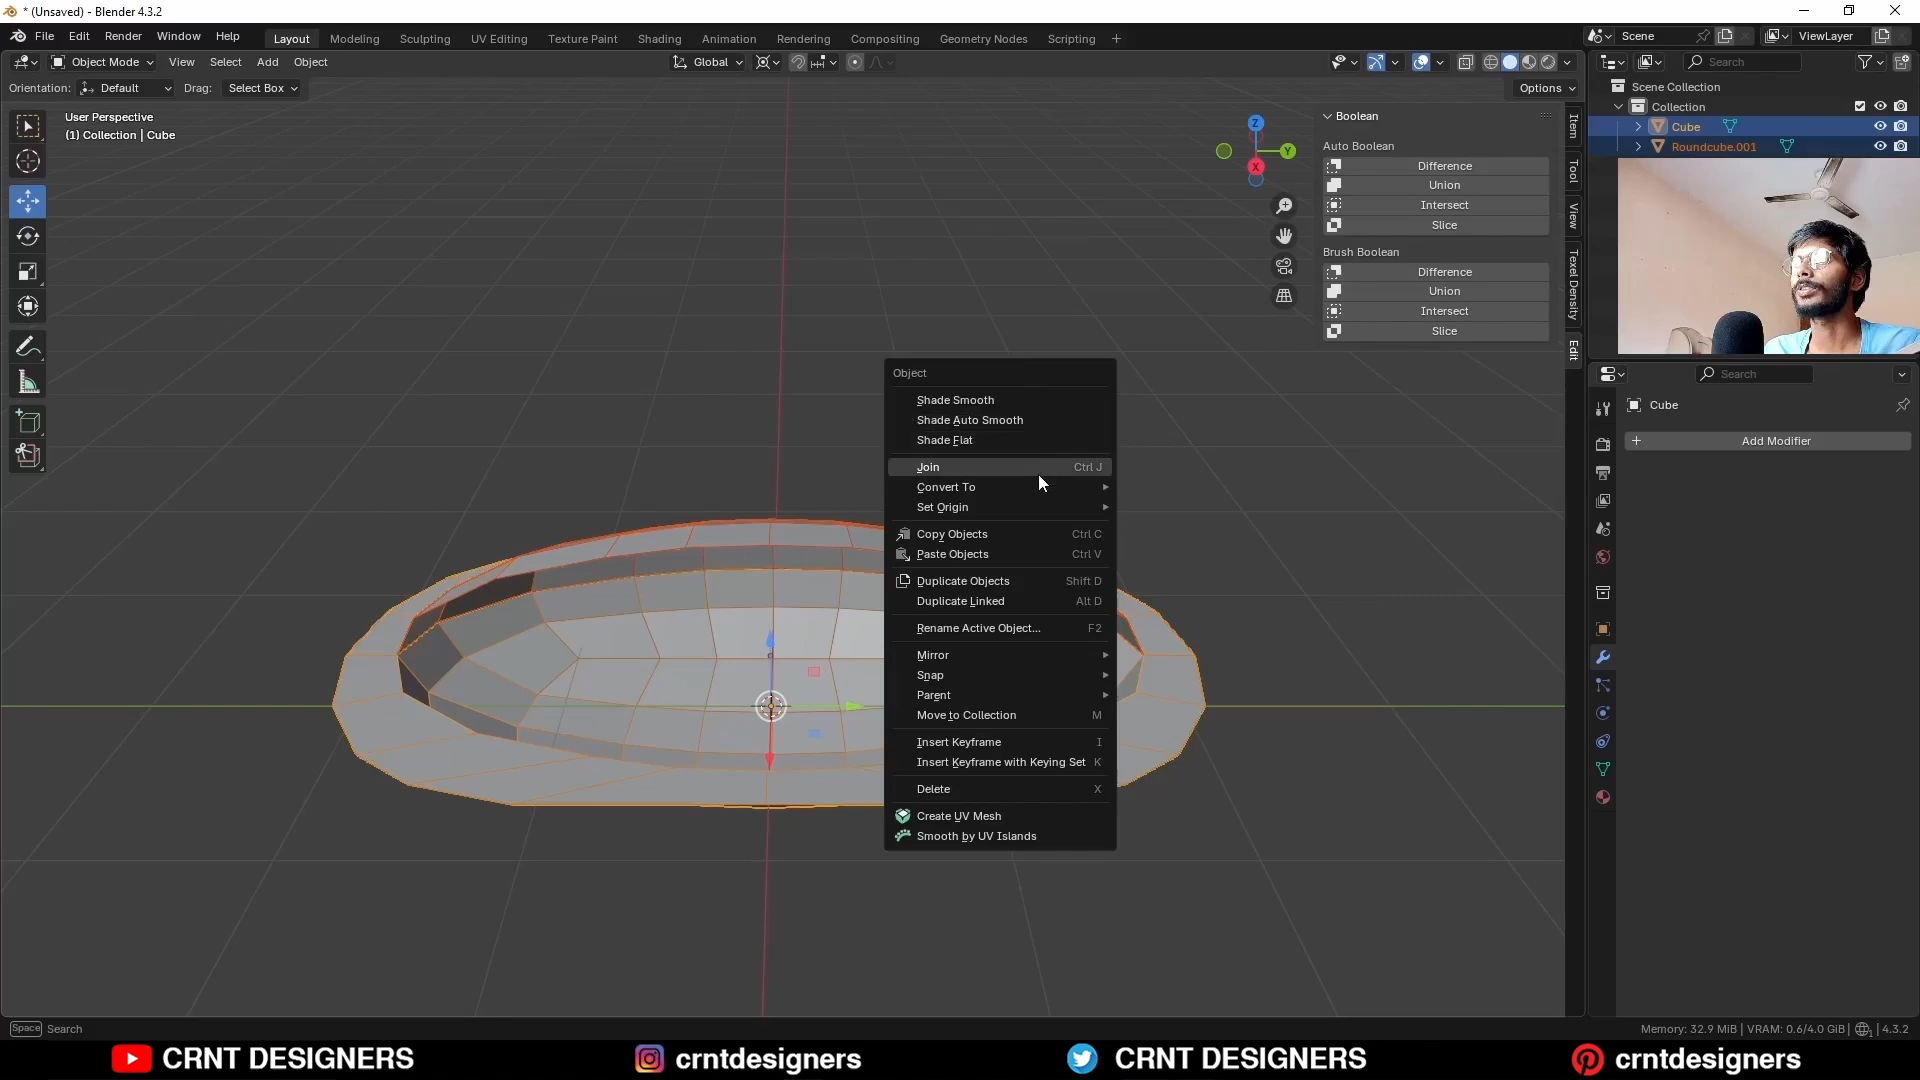 * (Unsaved) - Blender 4.3.2
File Edit Render Window Help
Layout Modeling Sculpting UV Editing Texture Paint Shading Animation Rendering Compositing Geometry Nodes Scripting +
Scene
ViewLayer
Object Mode View Select Add Object
Global
Search
Orientation: Default Drag: Select Box
Options
User Perspective
(1) Collection | Cube
Z
Y
X
Boolean
Auto Boolean
Difference
Union
Intersect
Slice
Brush Boolean
Difference
Union
Intersect
Slice
Item
Tool
View
Texel Density
Edit
Scene Collection
Collection
Cube
Roundcube.001
Search
Cube
+ Add Modifier
Object
Shade Smooth
Shade Auto Smooth
Shade Flat
Join Ctrl J
Convert To
Set Origin
Copy Objects Ctrl C
Paste Objects Ctrl V
Duplicate Objects Shift D
Duplicate Linked Alt D
Rename Active Object... F2
Mirror
Snap
Parent
Move to Collection M
Insert Keyframe I
Insert Keyframe with Keying Set K
Delete X
Create UV Mesh
Smooth by UV Islands
Space Search
Memory: 32.9 MiB | VRAM: 0.6/4.0 GiB | 4.3.2
CRNT DESIGNERS crntdesigners CRNT DESIGNERS crntdesigners